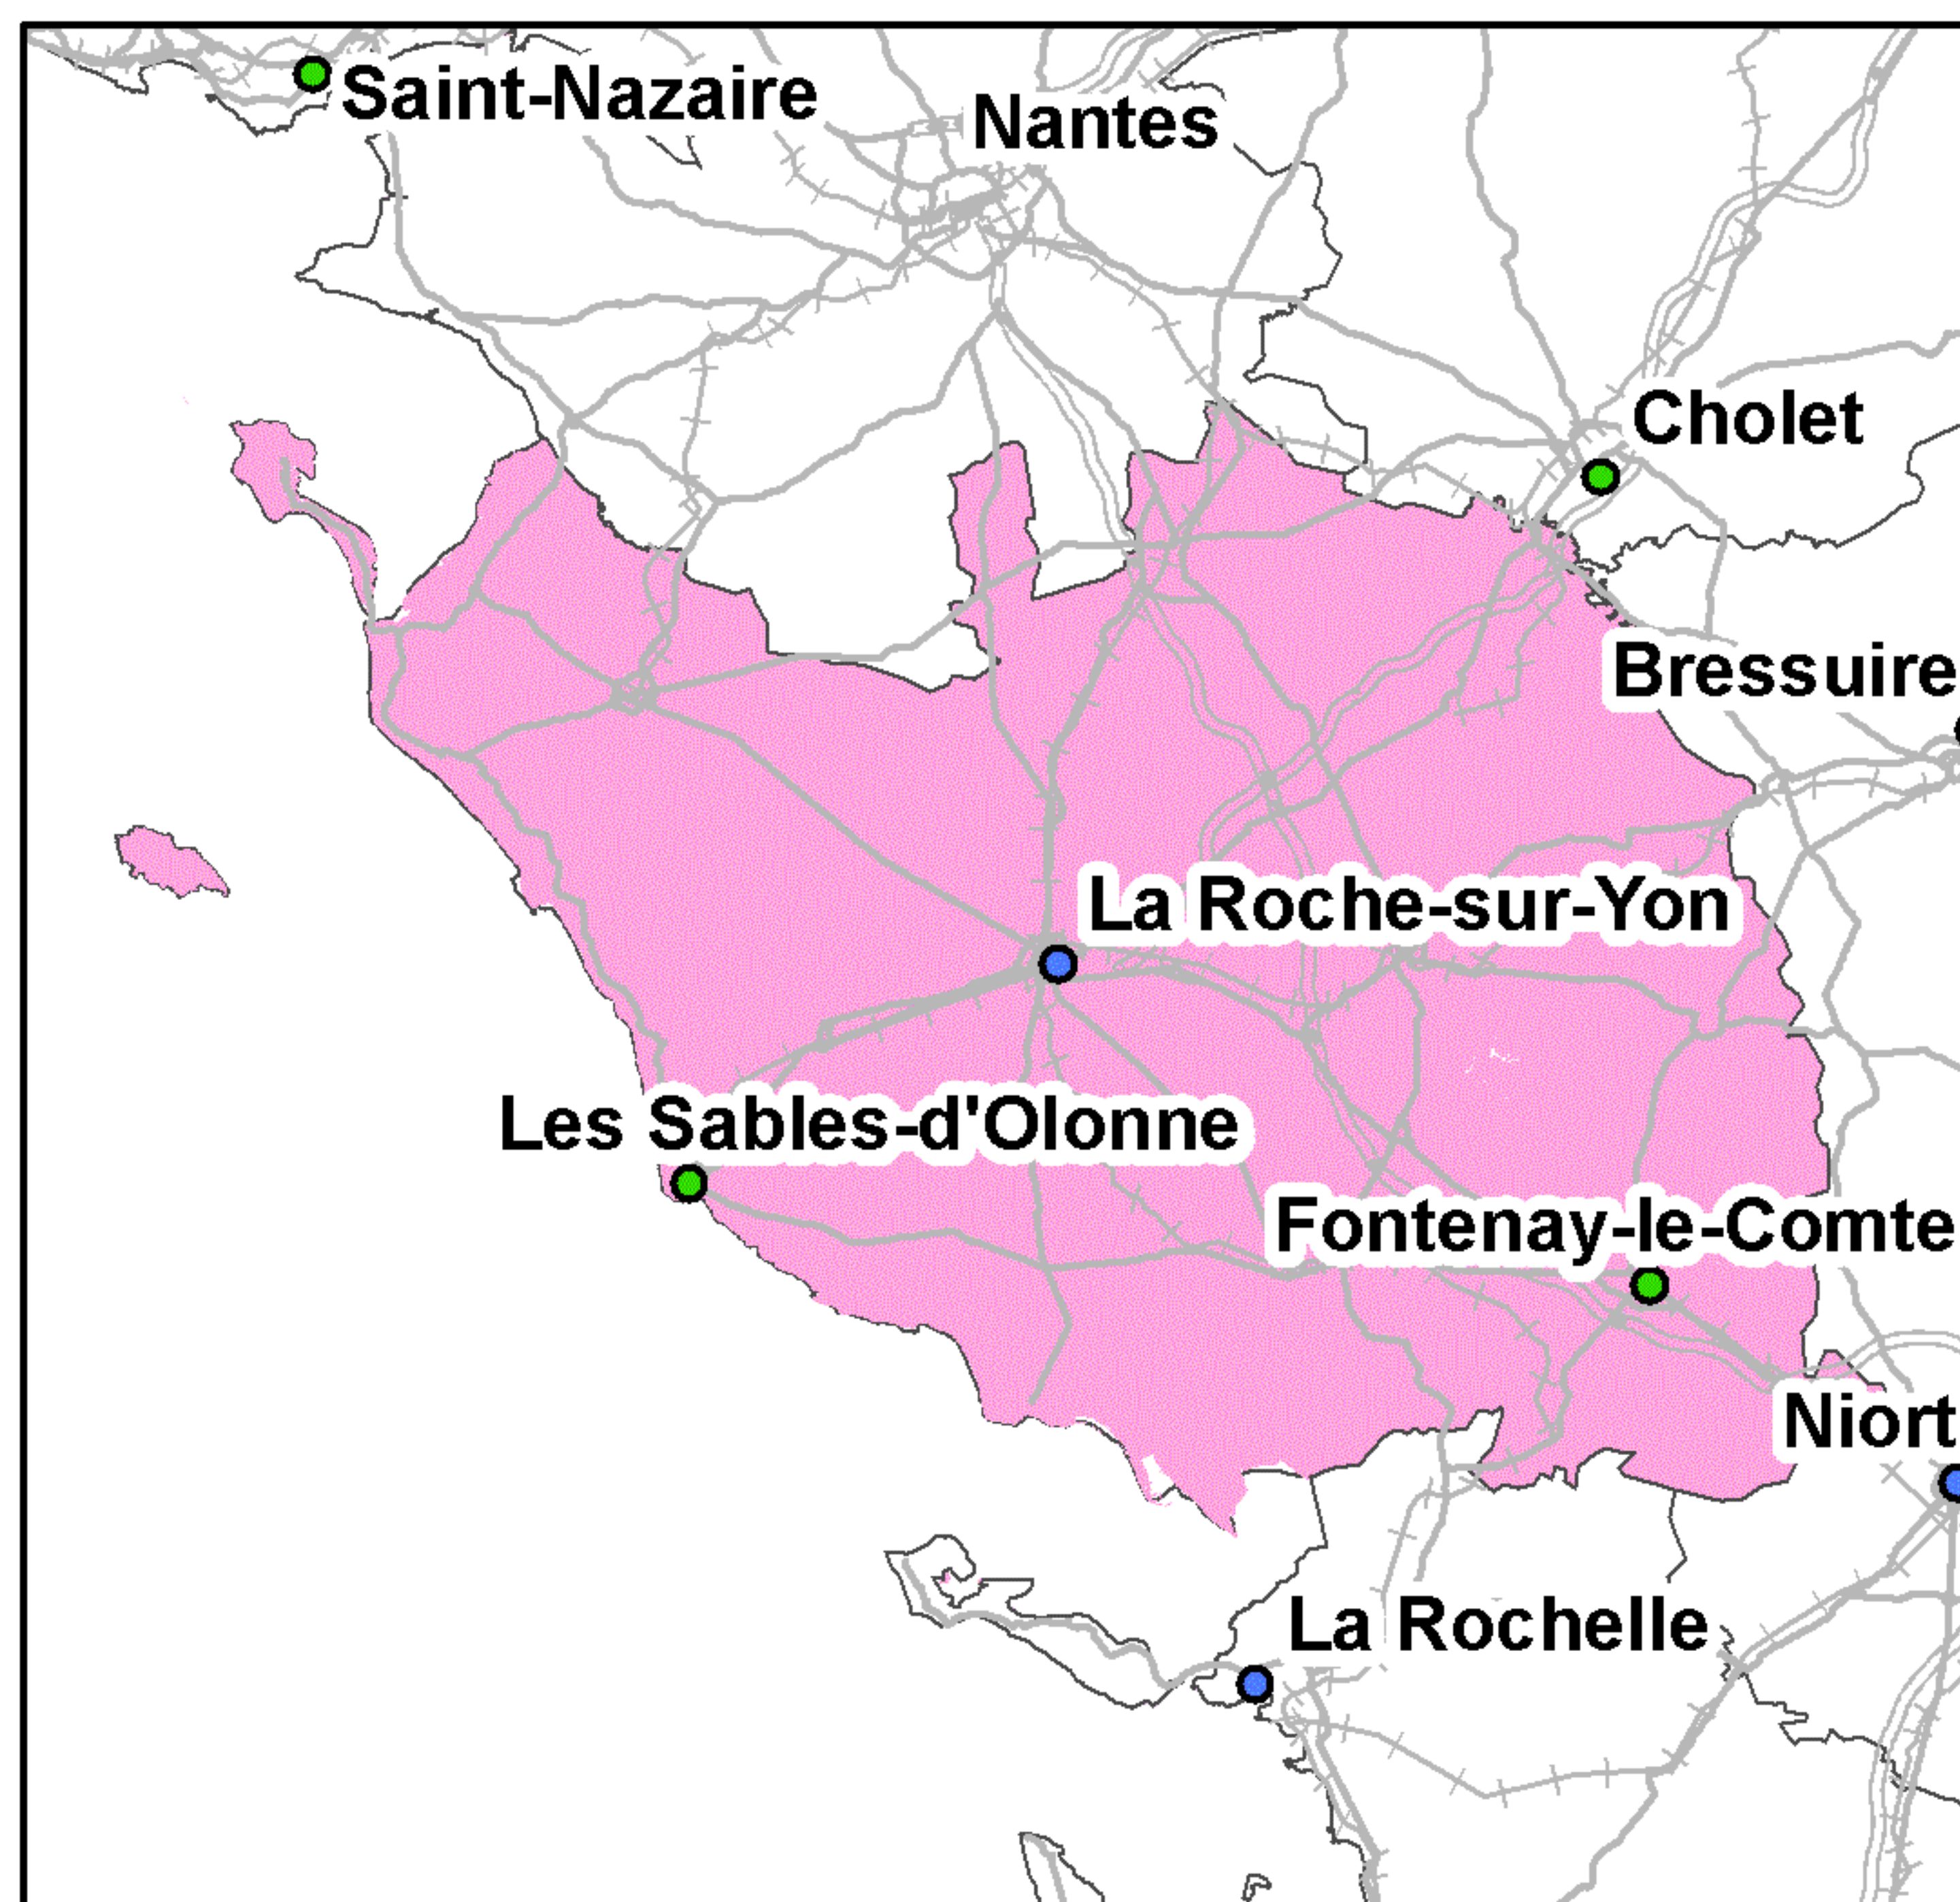 Saint-Nazaire
Nantes
Cholet
Bressuire
La Roche-sur-Yon
Les Sables-d'Olonne
Fontenay-le-Comte
Niort
La Rochelle